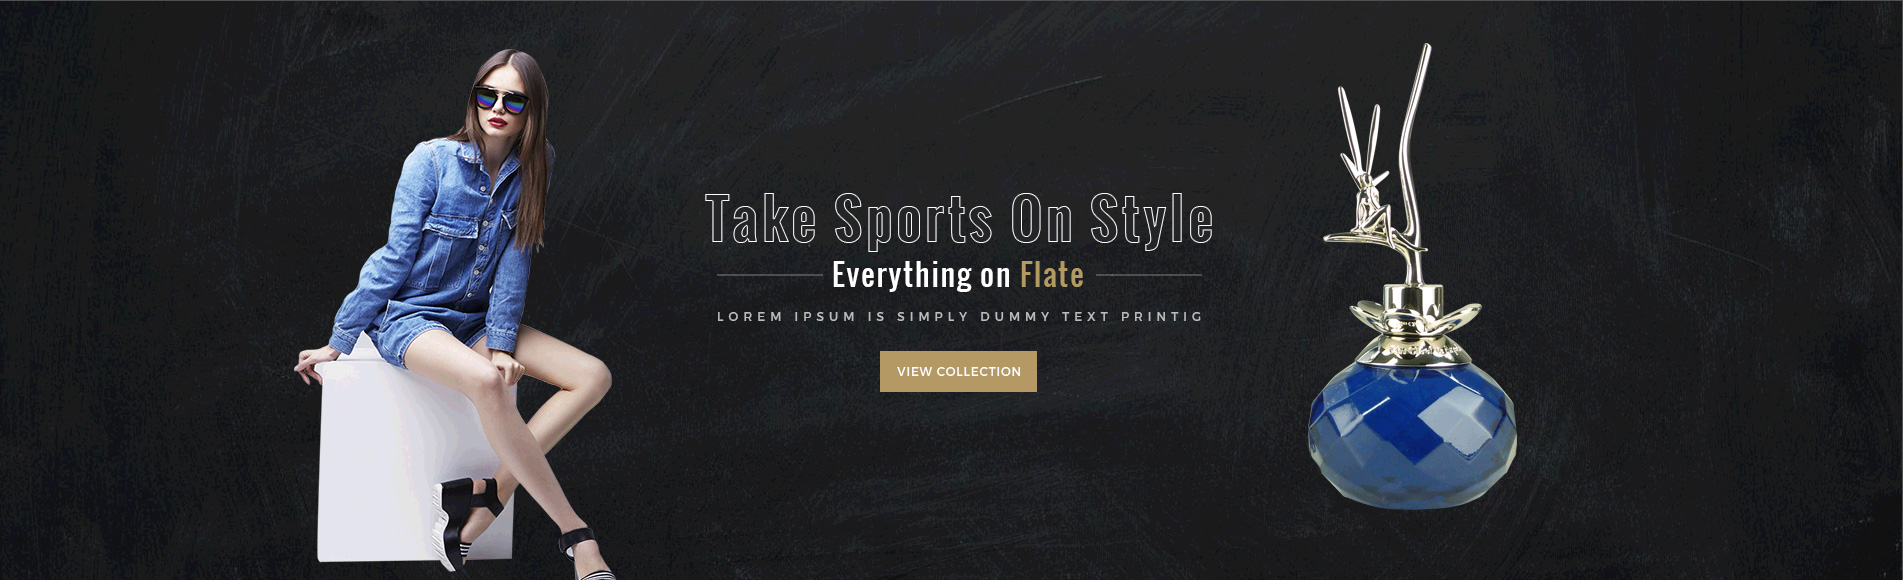 Take Sports On Style
Everything on Flate
LOREM IPSUM IS SIMPLY DUMMY TEXT PRINTIG
VIEW COLLECTION